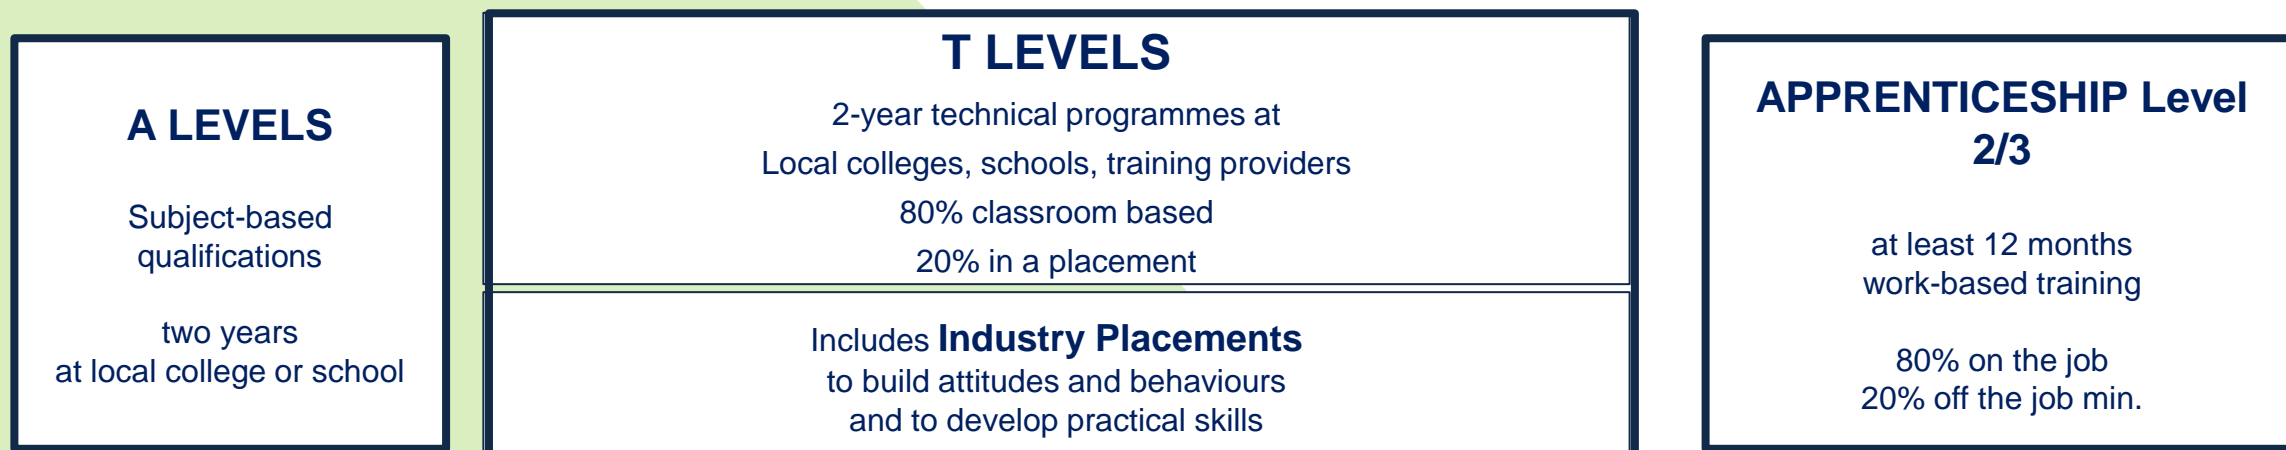 A LEVELS
Subject-based
qualifications
two years
at local college or school
T LEVELS
2-year technical programmes at
Local colleges, schools, training providers
80% classroom based
20% in a placement
Includes Industry Placements
to build attitudes and behaviours
and to develop practical skills
APPRENTICESHIP Level
2/3
at least 12 months
work-based training
80% on the job
20% off the job min.